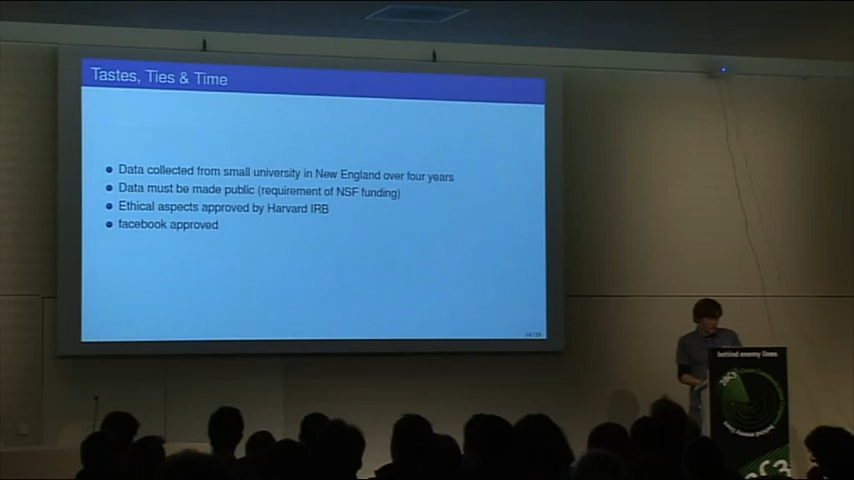 Tastes, Ties & Time
Data collected from small university in New England over four years
Data must be made public (requirement of NSF funding)
Ethical aspects approved by Harvard IRB
facebook approved
behind enemy lines